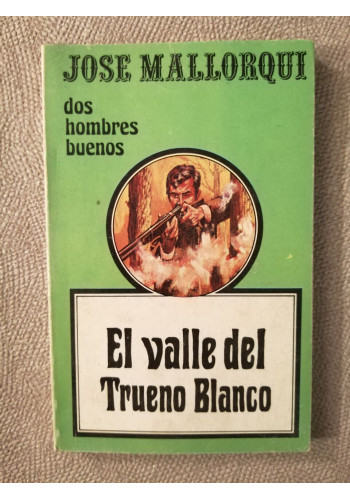 JOSE MALLORQUI
dos
hombres
buenos
El valle del
Trueno Blanco